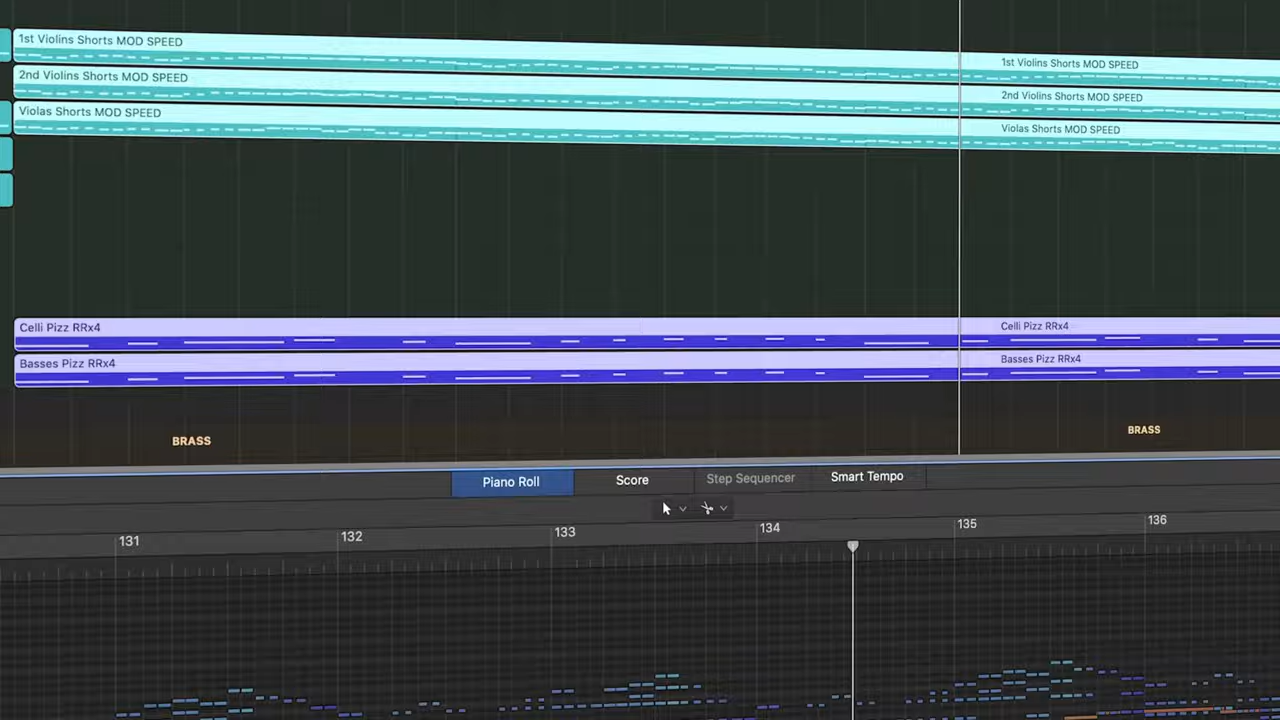 1st Violins Shorts MOD SPEED
1st Violins Shorts MOD SPEED
2nd Violins Shorts MOD SPEED
2nd Violins Shorts MOD SPEED
Violas Shorts MOD SPEED
Violas Shorts MOD SPEED
Celli Pizz RRx4
Celli Pizz RRx4
Basses Pizz RRx4
Basses Pizz RRx4
BRASS
BRASS
Piano Roll Score Step Sequencer Smart Tempo
131 132 133 134 135 136